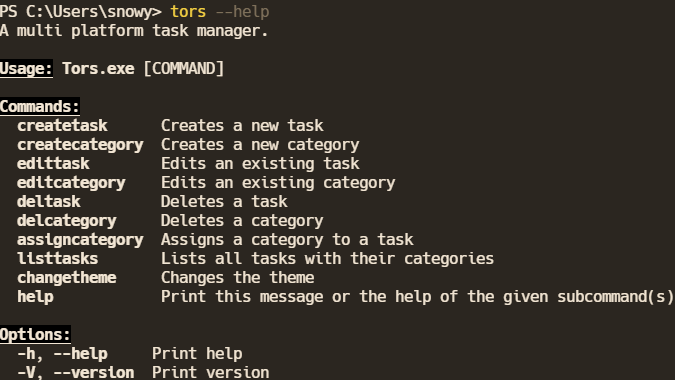 PS C:\Users\snowy> tors --help
A multi platform task manager.
Usage: Tors.exe [COMMAND]
Commands:
createtask Creates a new task
createcategory Creates a new category
edittask Edits an existing task
editcategory Edits an existing category
deltask Deletes a task
delcategory Deletes a category
assigncategory Assigns a category to a task
listtasks Lists all tasks with their categories
changetheme Changes the theme
help Print this message or the help of the given subcommand(s)
Options:
-h, --help Print help
-V, --version Print version